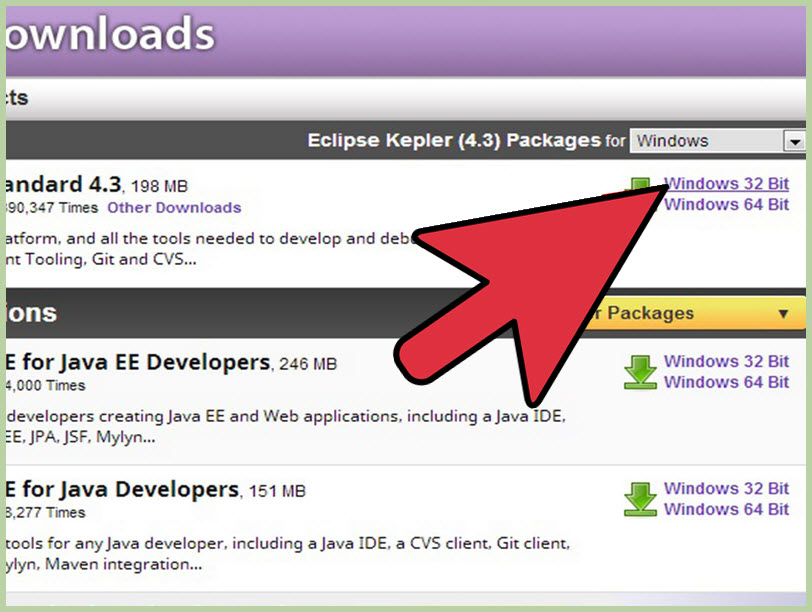 ownloads
cts
Eclipse Kepler (4.3) Packages for Windows
andard 4.3, 198 MB
390,347 Times Other Downloads
Windows 32 Bit
Windows 64 Bit
atform, and all the tools needed to develop and deb
nt Tooling, Git and CVS...
ions
r Packages
E for Java EE Developers, 246 MB
4,000 Times
Windows 32 Bit
Windows 64 Bit
developers creating Java EE and Web applications, including a Java IDE,
EE, JPA, JSF, Mylyn...
E for Java Developers, 151 MB
8,277 Times
Windows 32 Bit
Windows 64 Bit
tools for any Java developer, including a Java IDE, a CVS client, Git client,
ylyn, Maven integration...